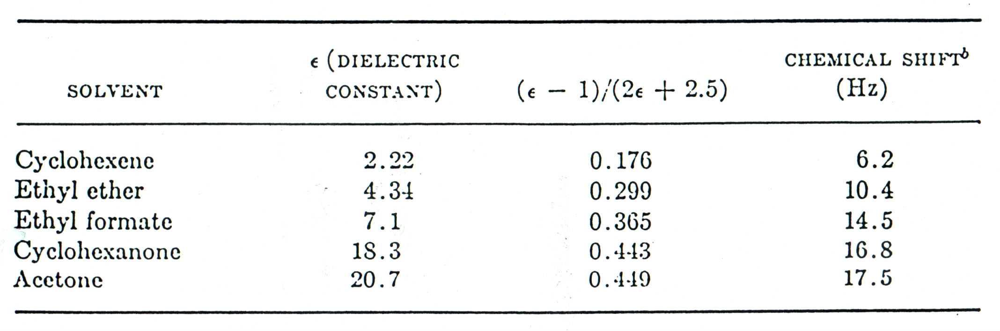 ϵ (DIELECTRIC CHEMICAL SHIFTᵇ
SOLVENT CONSTANT) (ϵ − 1)/(2ϵ + 2.5) (Hz)
Cyclohexene 2.22 0.176 6.2
Ethyl ether 4.34 0.299 10.4
Ethyl formate 7.1 0.365 14.5
Cyclohexanone 18.3 0.443 16.8
Acetone 20.7 0.449 17.5